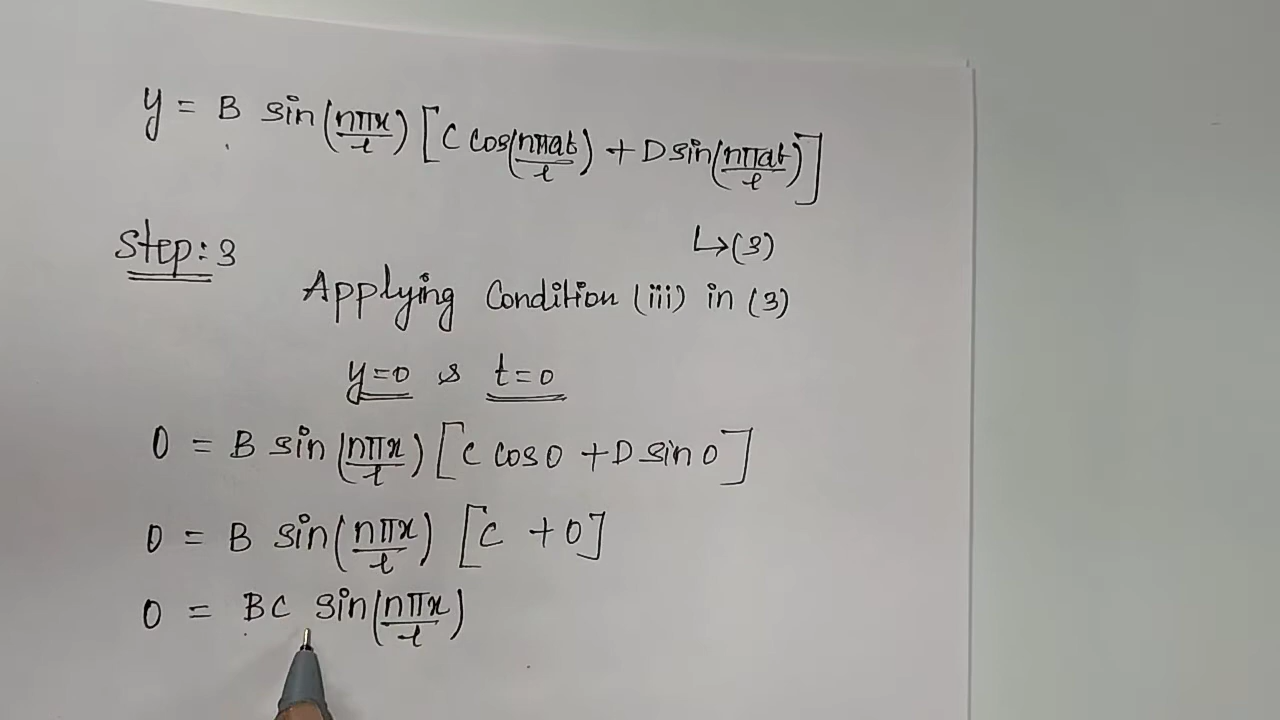 y = B sin(nπx/l) [C cos(nπat/l) + D sin(nπat/l)]
↳(3)
Step:3
Applying Condition (iii) in (3)
y=0 & t=0
0 = B sin(nπx/l) [C cos0 + D sin0]
0 = B sin(nπx/l) [C + 0]
0 = BC sin(nπx/l)